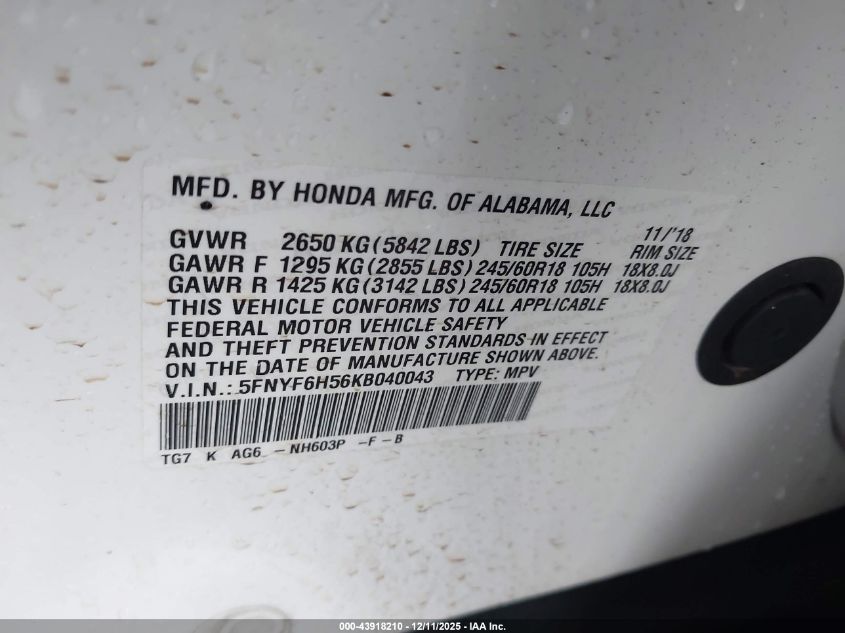 MFD. BY HONDA MFG. OF ALABAMA, LLC
11/'18
GVWR 2650 KG (5842 LBS) TIRE SIZE RIM SIZE
GAWR F 1295 KG (2855 LBS) 245/60R18 105H 18X8.0J
GAWR R 1425 KG (3142 LBS) 245/60R18 105H 18X8.0J
THIS VEHICLE CONFORMS TO ALL APPLICABLE
FEDERAL MOTOR VEHICLE SAFETY
AND THEFT PREVENTION STANDARDS IN EFFECT
ON THE DATE OF MANUFACTURE SHOWN ABOVE.
V.I.N.: 5FNYF6H56KB040043 TYPE: MPV
TG7 K AG6 - NH603P -F - B
000-43918210 - 12/11/2025 - IAA Inc.